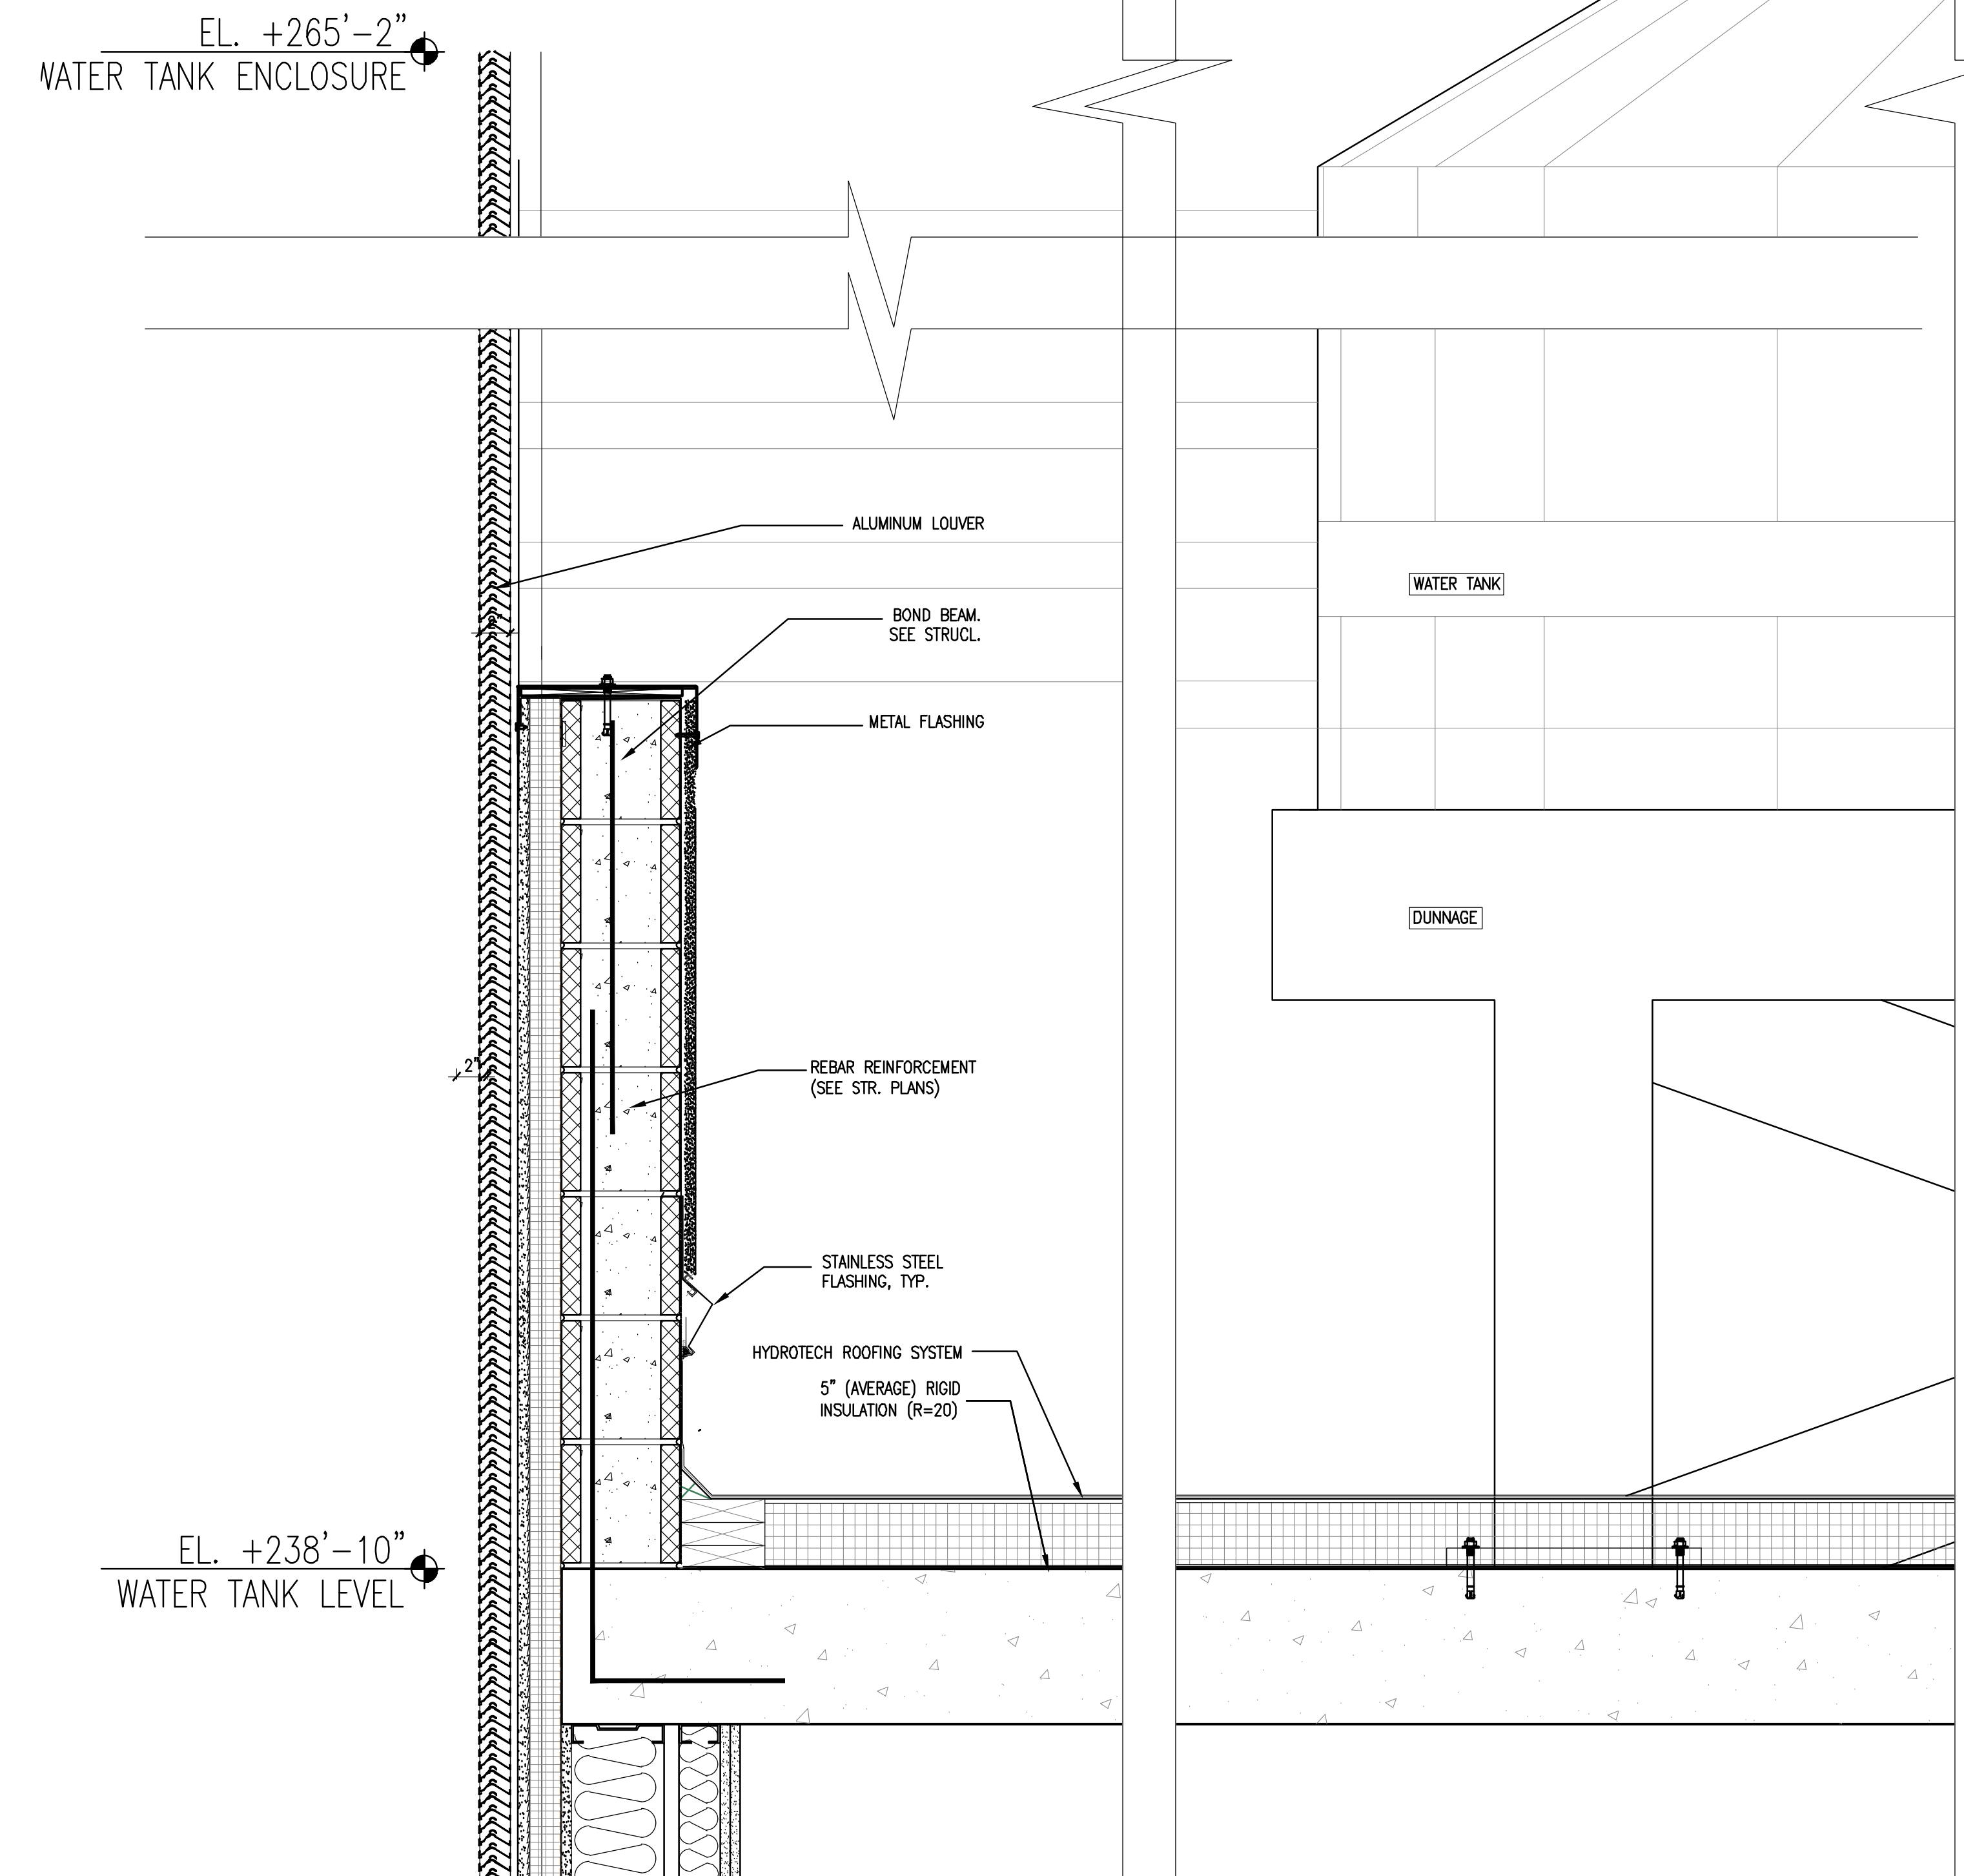 EL. +265'-2"
WATER TANK ENCLOSURE
ALUMINUM LOUVER
WATER TANK
BOND BEAM.
SEE STRUCL.
2"
METAL FLASHING
DUNNAGE
REBAR REINFORCEMENT
(SEE STR. PLANS)
2"
STAINLESS STEEL
FLASHING, TYP.
HYDROTECH ROOFING SYSTEM
5" (AVERAGE) RIGID
INSULATION (R=20)
EL. +238'-10"
WATER TANK LEVEL